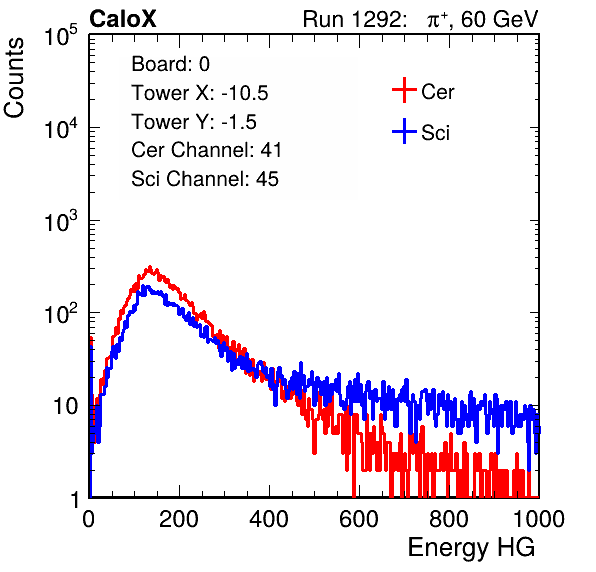 CaloX Run 1292: π⁺, 60 GeV
Counts
Board: 0
Tower X: -10.5
Tower Y: -1.5
Cer Channel: 41
Sci Channel: 45
Cer
Sci
10⁵
10⁴
10³
10²
10
1
0 200 400 600 800 1000
Energy HG